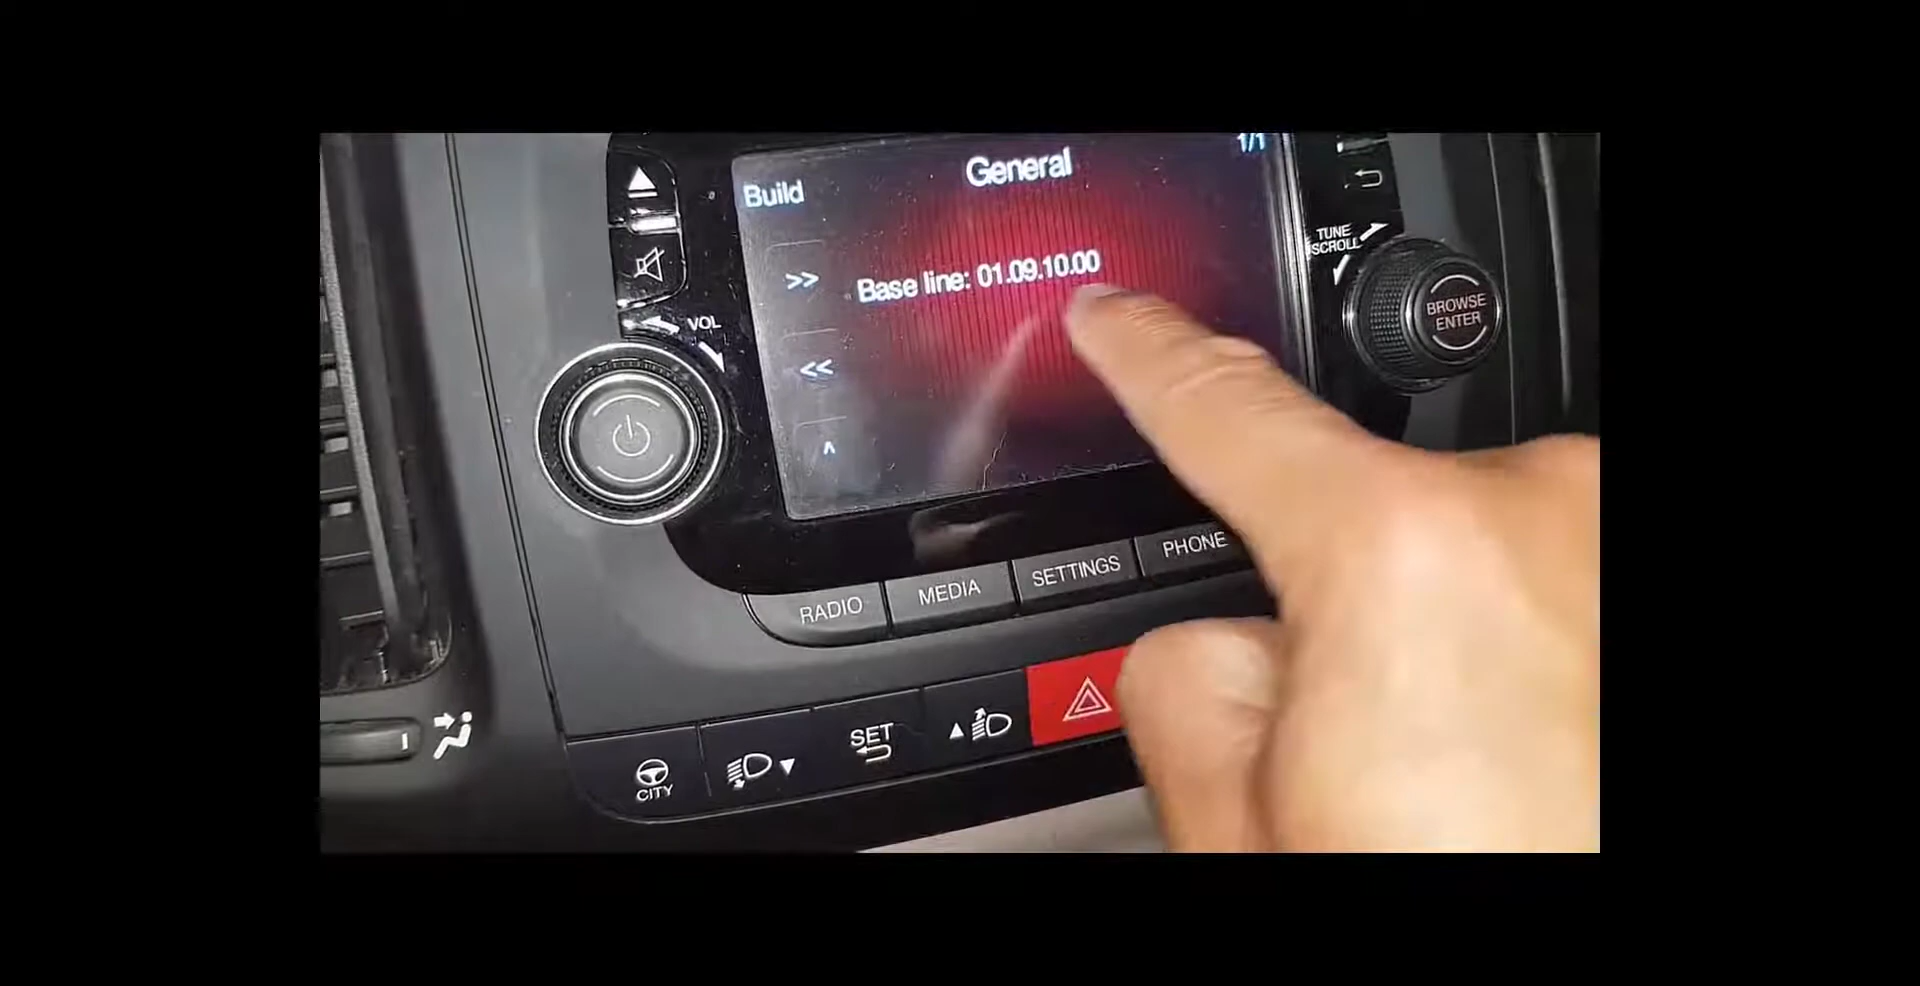 1/1
General
Build
>>
Base line: 01.09.10.00
<<
^
VOL
TUNE
SCROLL
BROWSE
ENTER
RADIO
MEDIA
SETTINGS
PHONE
CITY
SET